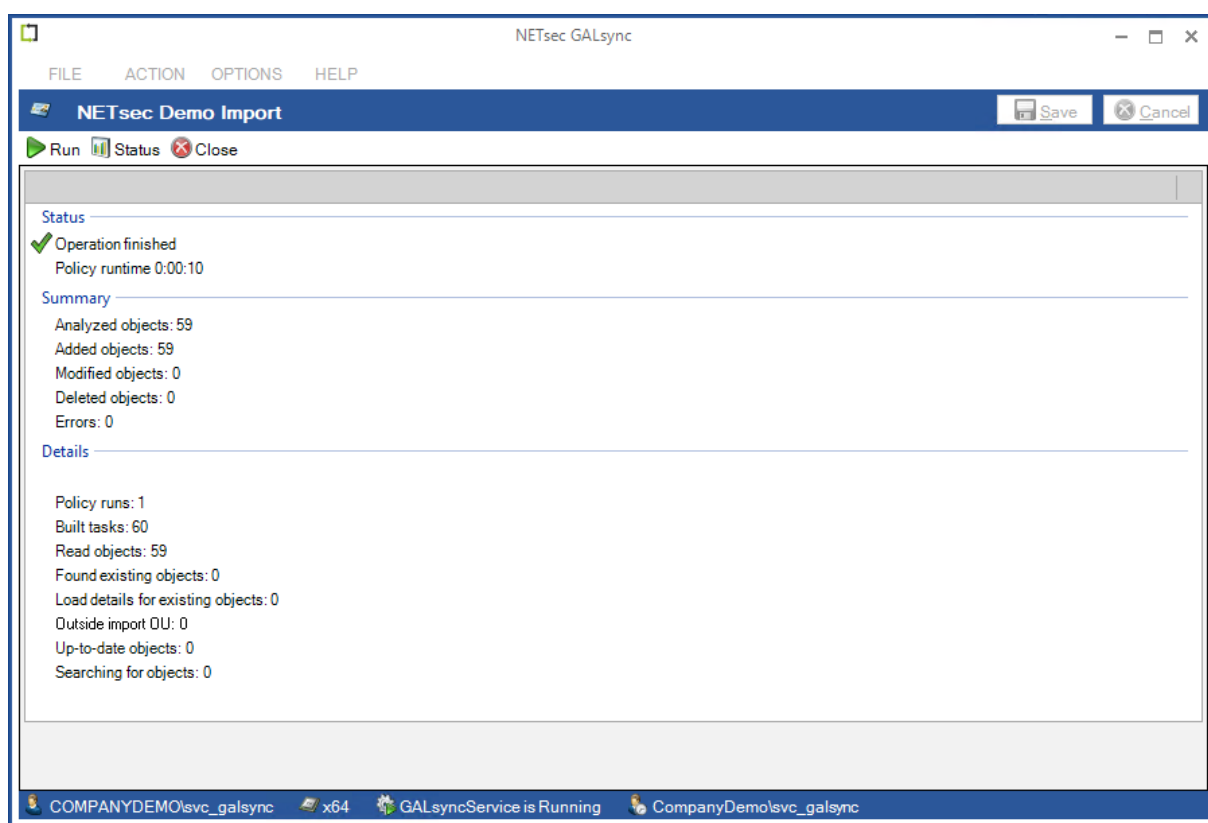 NETsec GALsync
FILE ACTION OPTIONS HELP
NETsec Demo Import Save Cancel
Run Status Close
Status
Operation finished
Policy runtime 0:00:10
Summary
Analyzed objects: 59
Added objects: 59
Modified objects: 0
Deleted objects: 0
Errors: 0
Details
Policy runs: 1
Built tasks: 60
Read objects: 59
Found existing objects: 0
Load details for existing objects: 0
Outside import OU: 0
Up-to-date objects: 0
Searching for objects: 0
COMPANYDEMO\svc_galsync x64 GALsyncService is Running CompanyDemo\svc_galsync